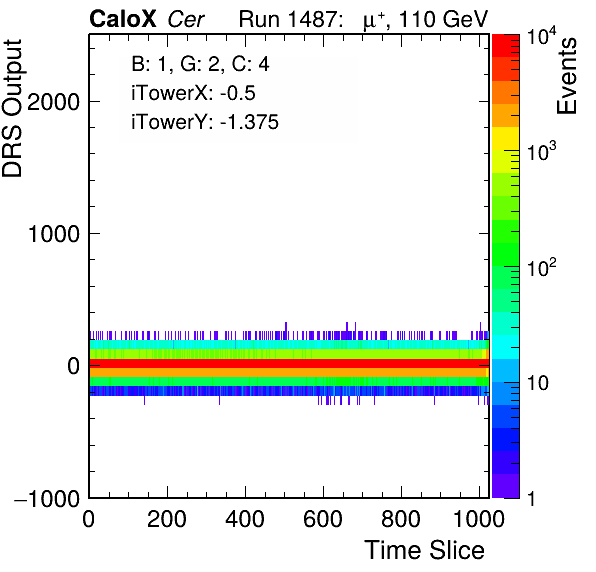 CaloX Cer Run 1487: μ⁺, 110 GeV
B: 1, G: 2, C: 4
iTowerX: -0.5
iTowerY: -1.375
DRS Output
2000
1000
0
−1000
0 200 400 600 800 1000
Time Slice
Events
10⁴
10³
10²
10
1